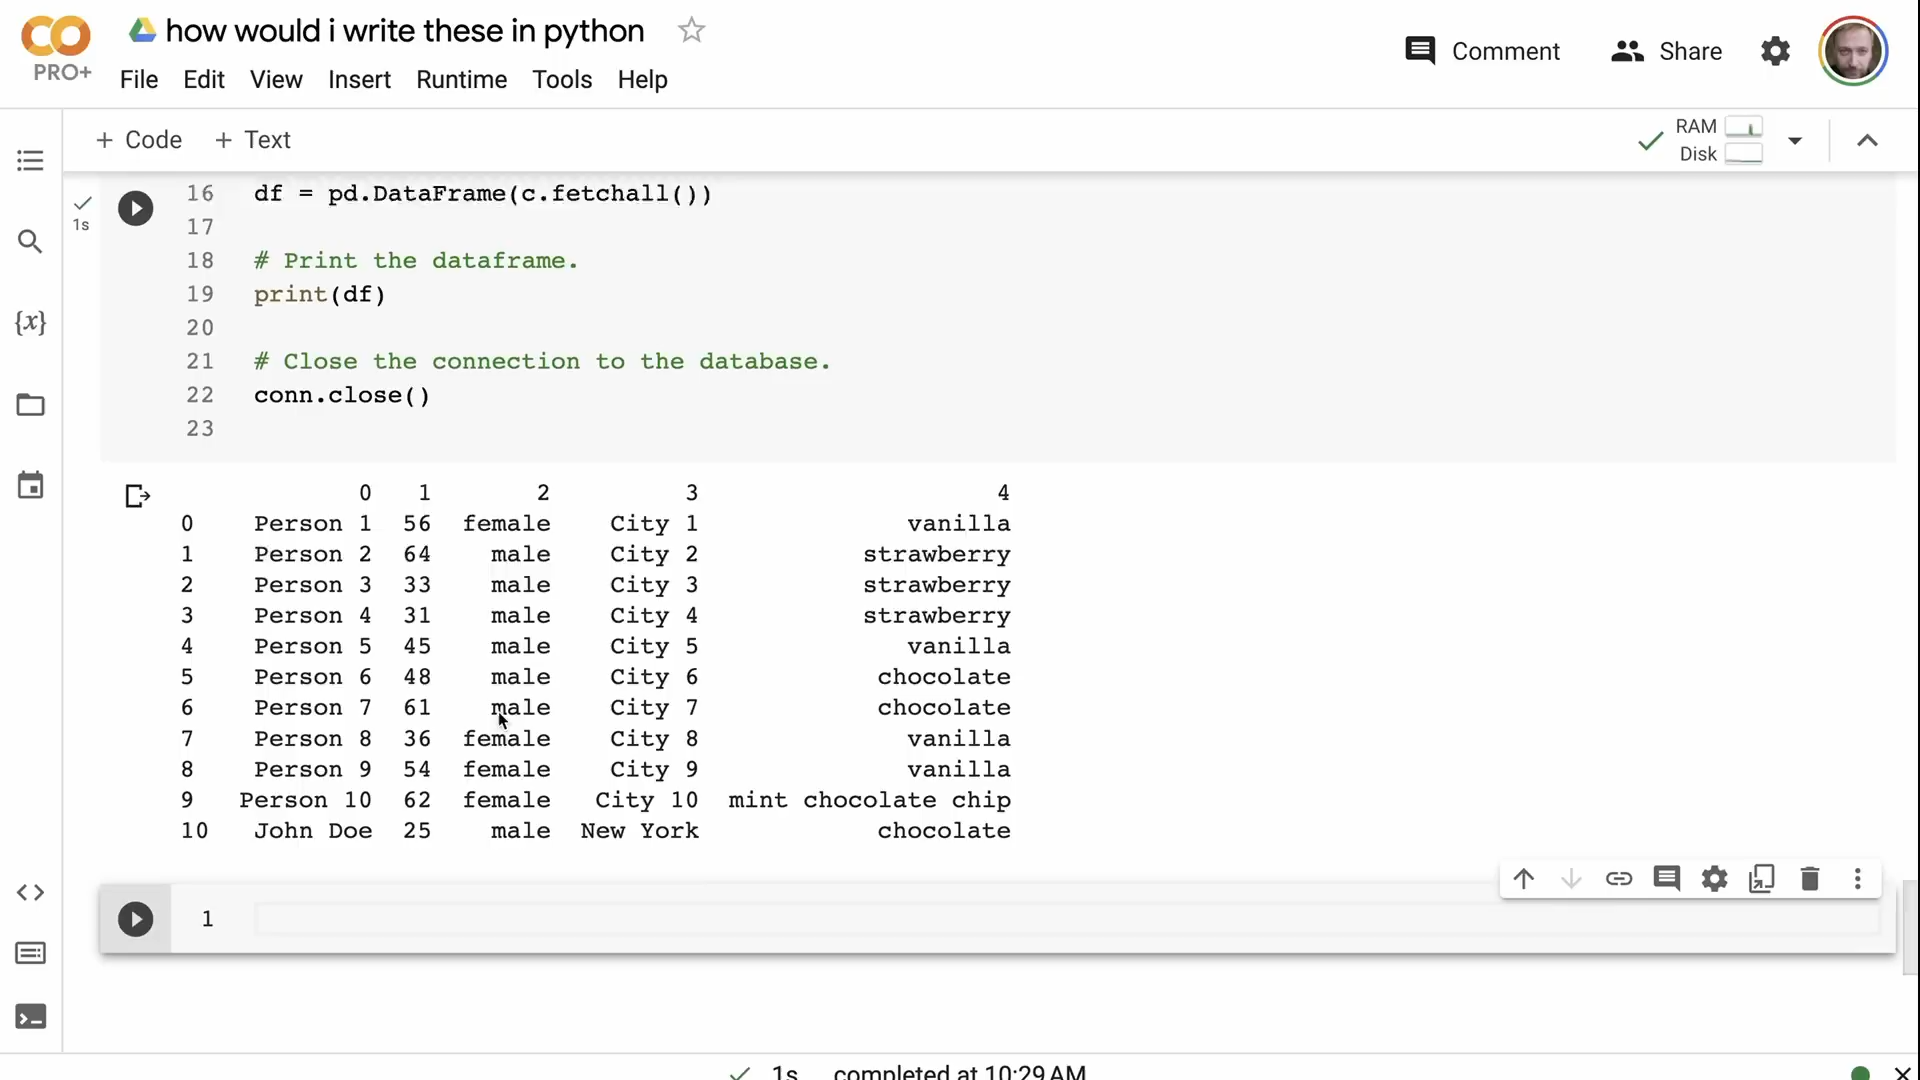 how would i write these in python
PRO+
File Edit View Insert Runtime Tools Help
Comment Share
+ Code + Text
RAM
Disk
1s
16 df = pd.DataFrame(c.fetchall())
17
18 # Print the dataframe.
19 print(df)
20
21 # Close the connection to the database.
22 conn.close()
23
0 1 2 3 4
0 Person 1 56 female City 1 vanilla
1 Person 2 64 male City 2 strawberry
2 Person 3 33 male City 3 strawberry
3 Person 4 31 male City 4 strawberry
4 Person 5 45 male City 5 vanilla
5 Person 6 48 male City 6 chocolate
6 Person 7 61 male City 7 chocolate
7 Person 8 36 female City 8 vanilla
8 Person 9 54 female City 9 vanilla
9 Person 10 62 female City 10 mint chocolate chip
10 John Doe 25 male New York chocolate
1
1s completed at 10:29 AM